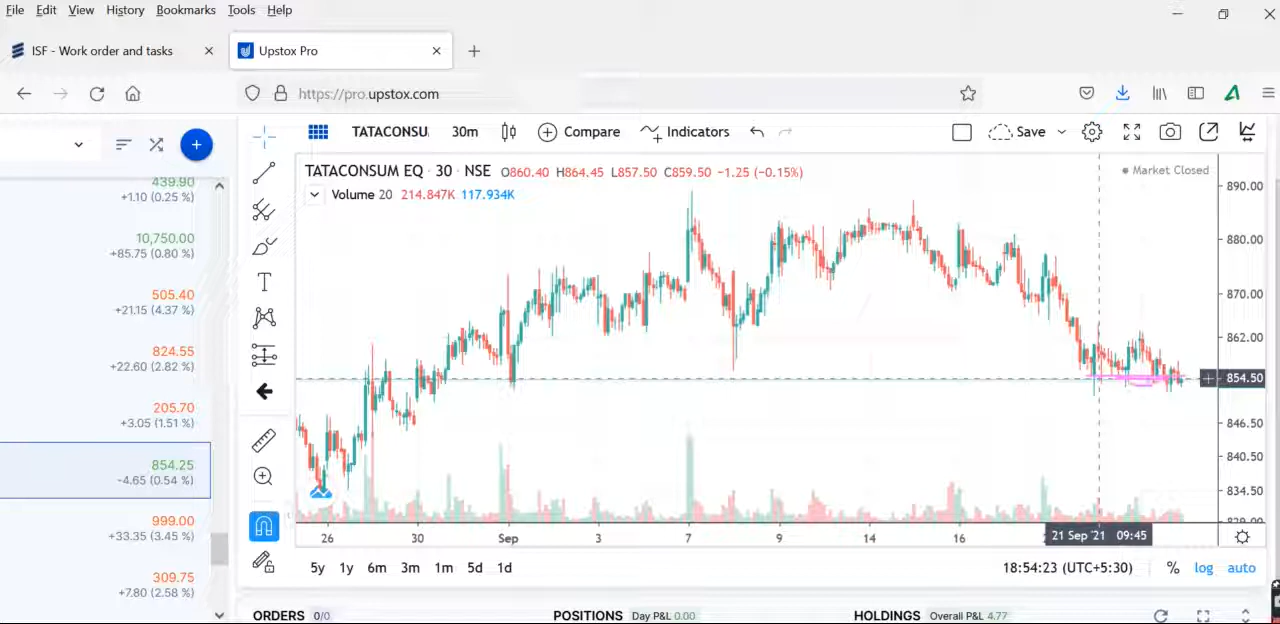 File Edit View History Bookmarks Tools Help
ISF - Work order and tasks
Upstox Pro
https://pro.upstox.com
TATACONSU. 30m Compare Indicators Save
439.90
+1.10 (0.25 %)
10,750.00
+85.75 (0.80 %)
505.40
+21.15 (4.37 %)
824.55
+22.60 (2.82 %)
205.70
+3.05 (1.51 %)
854.25
-4.65 (0.54 %)
999.00
+33.35 (3.45 %)
309.75
+7.80 (2.58 %)
TATACONSUM EQ · 30 · NSE O860.40 H864.45 L857.50 C859.50 −1.25 (−0.15%)
Market Closed
Volume 20 214.847K 117.934K
890.00
880.00
870.00
862.00
854.50
846.50
840.50
834.50
829.00
26 30 Sep 3 7 9 14 16
21 Sep '21 09:45
5y 1y 6m 3m 1m 5d 1d
18:54:23 (UTC+5:30) % log auto
ORDERS 0/0 POSITIONS Day P&L 0.00 HOLDINGS Overall P&L 4.77